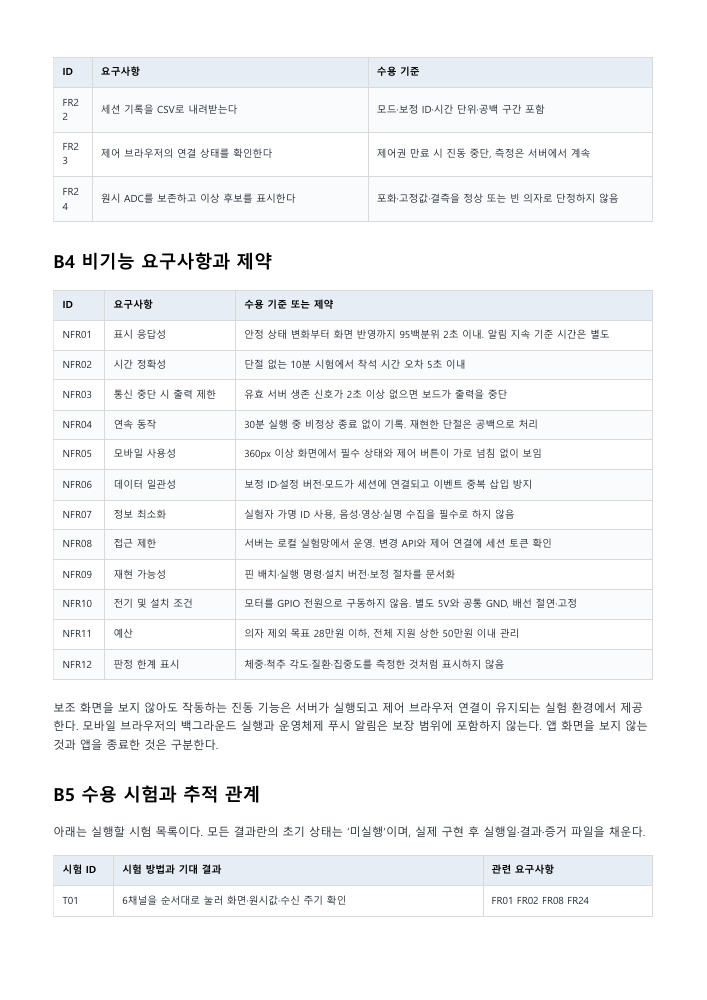 ID 요구사항 수용 기준
FR22 세션 기록을 CSV로 내려받는다 모드·보정 ID·시간 단위·공백 구간 포함
FR23 제어 브라우저의 연결 상태를 확인한다 제어권 만료 시 진동 중단, 측정은 서버에서 계속
FR24 원시 ADC를 보존하고 이상 후보를 표시한다 포화·고정값·결측을 정상 또는 빈 의자로 단정하지 않음
B4 비기능 요구사항과 제약
ID 요구사항 수용 기준 또는 제약
NFR01 표시 응답성 안정 상태 변화부터 화면 반영까지 95백분위 2초 이내. 알림 지속 기준 시간은 별도
NFR02 시간 정확성 단절 없는 10분 시험에서 착석 시간 오차 5초 이내
NFR03 통신 중단 시 출력 제한 유효 서버 생존 신호가 2초 이상 없으면 보드가 출력을 중단
NFR04 연속 동작 30분 실행 중 비정상 종료 없이 기록. 재현한 단절은 공백으로 처리
NFR05 모바일 사용성 360px 이상 화면에서 필수 상태와 제어 버튼이 가로 넘침 없이 보임
NFR06 데이터 일관성 보정 ID·설정 버전·모드가 세션에 연결되고 이벤트 중복 삽입 방지
NFR07 정보 최소화 실험자 가명 ID 사용, 음성·영상·실명 수집을 필수로 하지 않음
NFR08 접근 제한 서버는 로컬 실험망에서 운영. 변경 API와 제어 연결에 세션 토큰 확인
NFR09 재현 가능성 핀 배치·실행 명령·설치 버전·보정 절차를 문서화
NFR10 전기 및 설치 조건 모터를 GPIO 전원으로 구동하지 않음. 별도 5V와 공통 GND, 배선 절연·고정
NFR11 예산 의자 제외 목표 28만원 이하, 전체 지원 상한 50만원 이내 관리
NFR12 판정 한계 표시 체중·척추 각도·질환·집중도를 측정한 것처럼 표시하지 않음
보조 화면을 보지 않아도 작동하는 진동 기능은 서버가 실행되고 제어 브라우저 연결이 유지되는 실험 환경에서 제공
한다. 모바일 브라우저의 백그라운드 실행과 운영체제 푸시 알림은 보장 범위에 포함하지 않는다. 앱 화면을 보지 않는
것과 앱을 종료한 것은 구분한다.
B5 수용 시험과 추적 관계
아래는 실행할 시험 목록이다. 모든 결과란의 초기 상태는 '미실행'이며, 실제 구현 후 실행일·결과·증거 파일을 채운다.
시험 ID 시험 방법과 기대 결과 관련 요구사항
T01 6채널을 순서대로 눌러 화면·원시값·수신 주기 확인 FR01 FR02 FR08 FR24